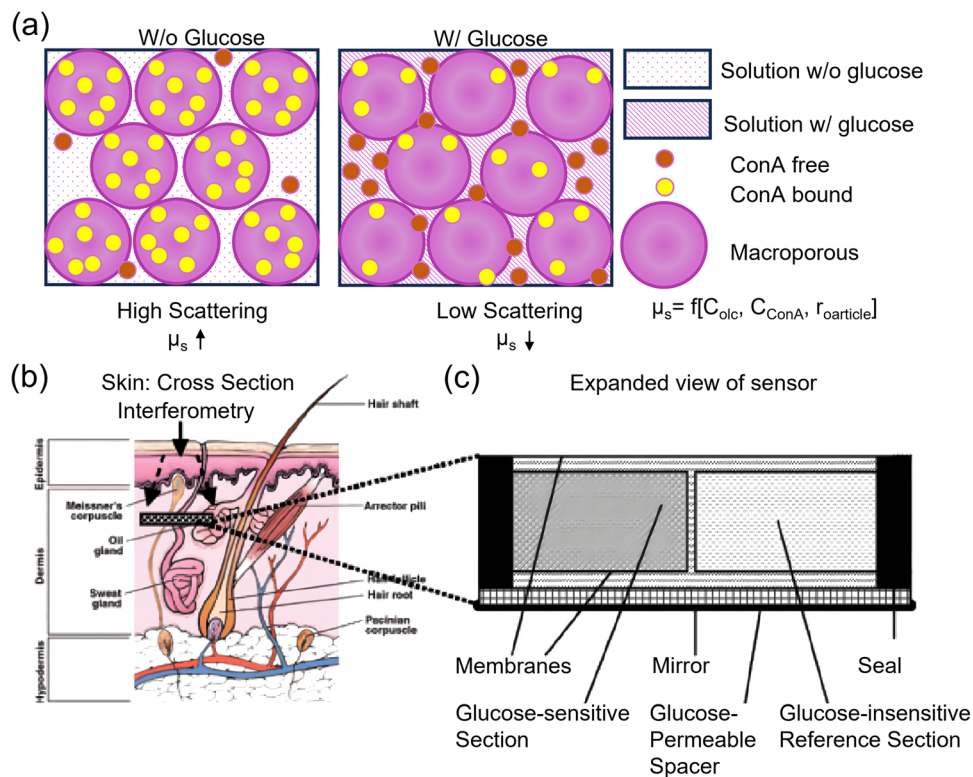 (a)
W/o Glucose
W/ Glucose
Solution w/o glucose
Solution w/ glucose
ConA free
ConA bound
Macroporous
High Scattering
μs ↑
Low Scattering
μs ↓
μs= f[Colc, CConA, roarticle]
(b)
Skin: Cross Section
Interferometry
Epidermis
Dermis
Hypodermis
Meissner's
corpuscle
Oil
gland
Sweat
gland
Hair shaft
Arrector pili
Hair root
Pacinian
corpuscle
(c)
Expanded view of sensor
Membranes
Mirror
Seal
Glucose-sensitive
Section
Glucose-
Permeable
Spacer
Glucose-insensitive
Reference Section